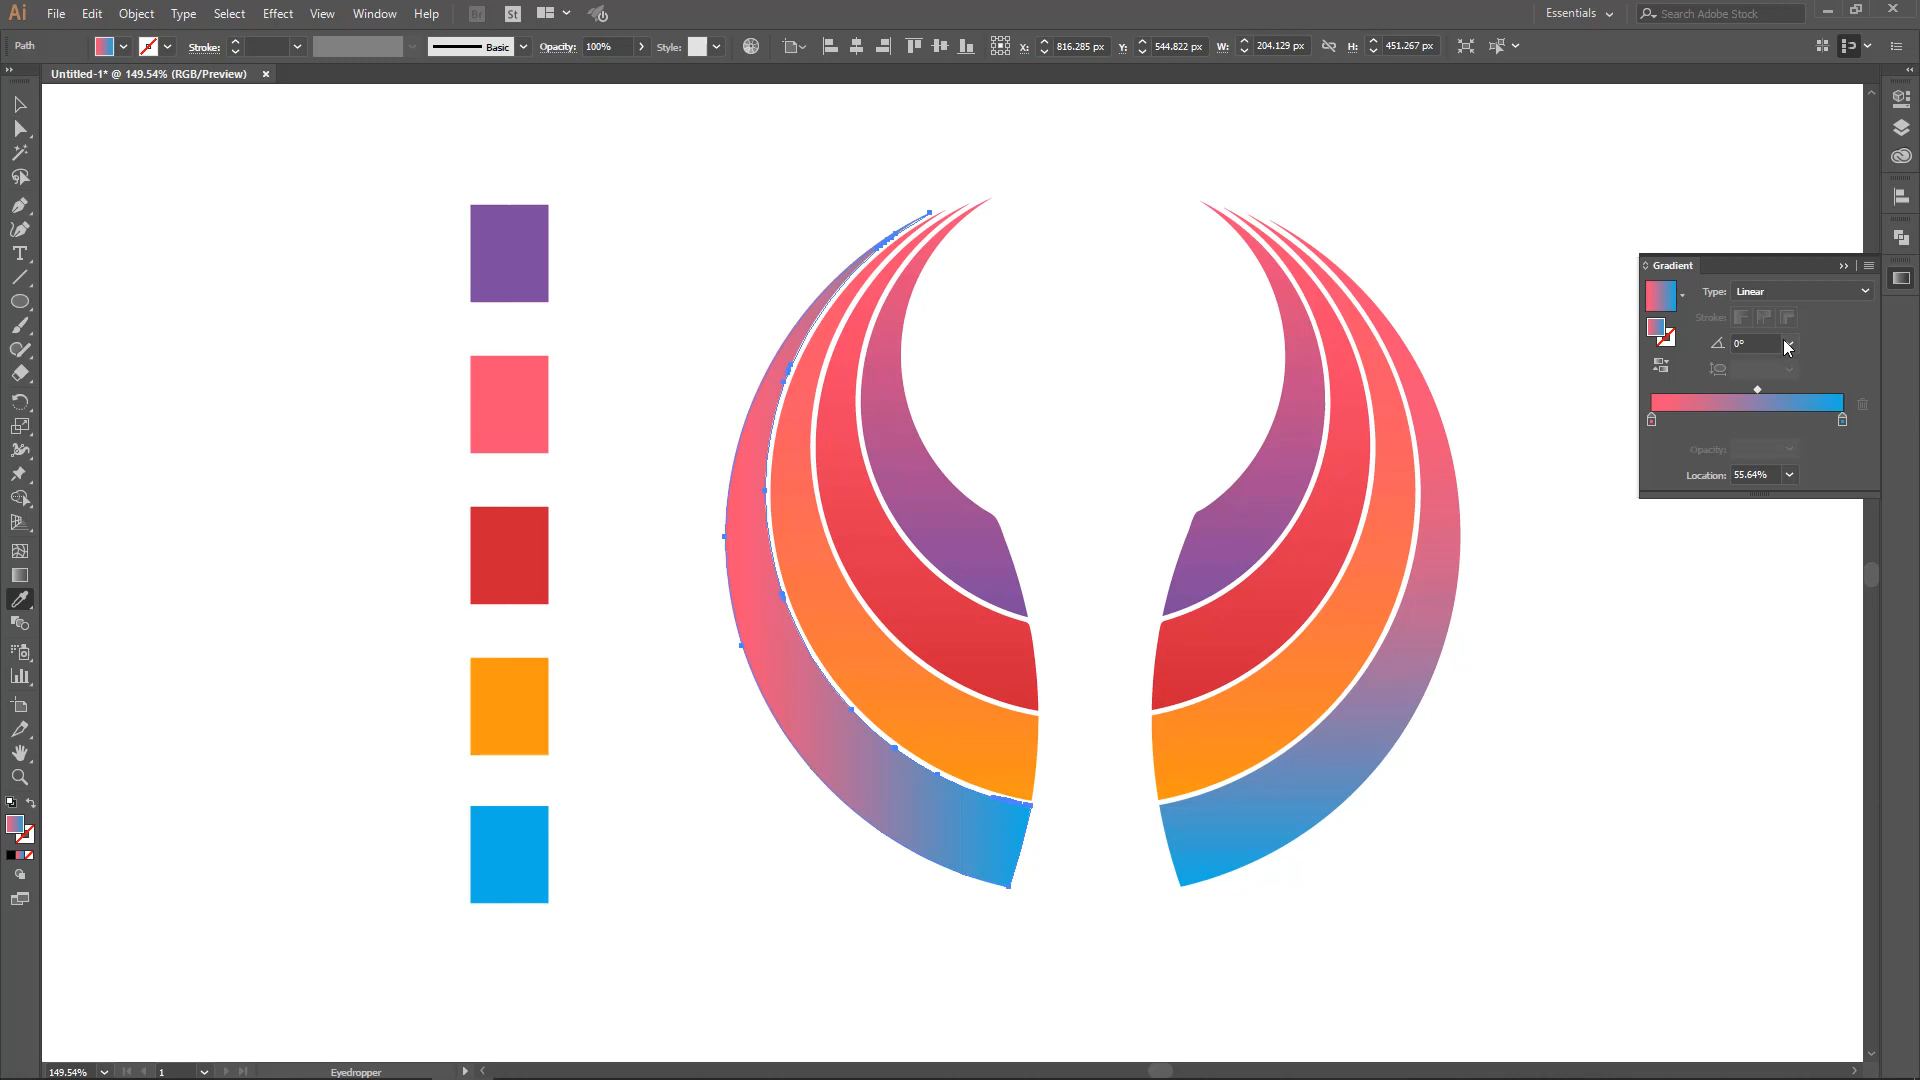 Ai File Edit Object Type Select Effect View Window Help Br St Essentials Search Adobe Stock
Path Stroke: Basic Opacity: 100% Style: X: 816.285 px Y: 544.822 px W: 204.129 px H: 451.267 px
Untitled-1* @ 149.54% (RGB/Preview)
Gradient
Type: Linear
Stroke:
0°
Opacity:
Location: 55.64%
149.54% 1 Eyedropper